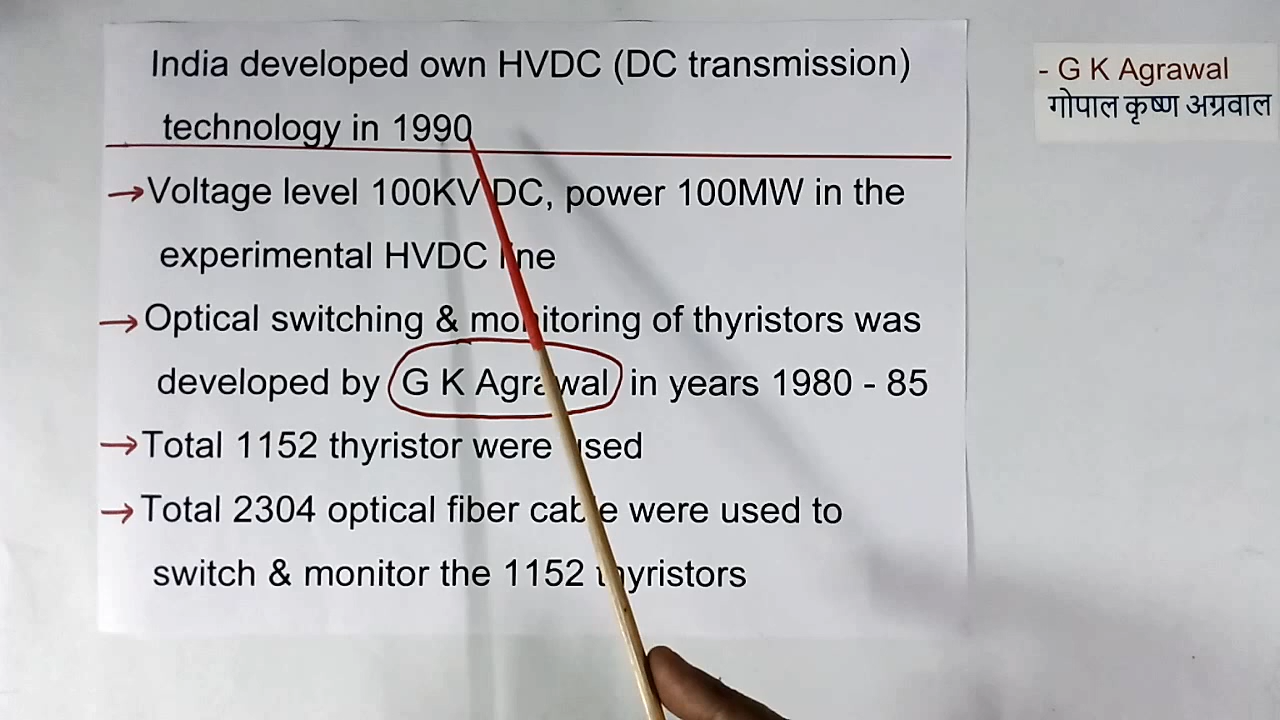 India developed own HVDC (DC transmission)
technology in 1990
→Voltage level 100KV DC, power 100MW in the
experimental HVDC line
→Optical switching & monitoring of thyristors was
developed by G K Agrawal in years 1980 - 85
→Total 1152 thyristor were used
→Total 2304 optical fiber cable were used to
switch & monitor the 1152 thyristors
- G K Agrawal
गोपाल कृष्ण अग्रवाल